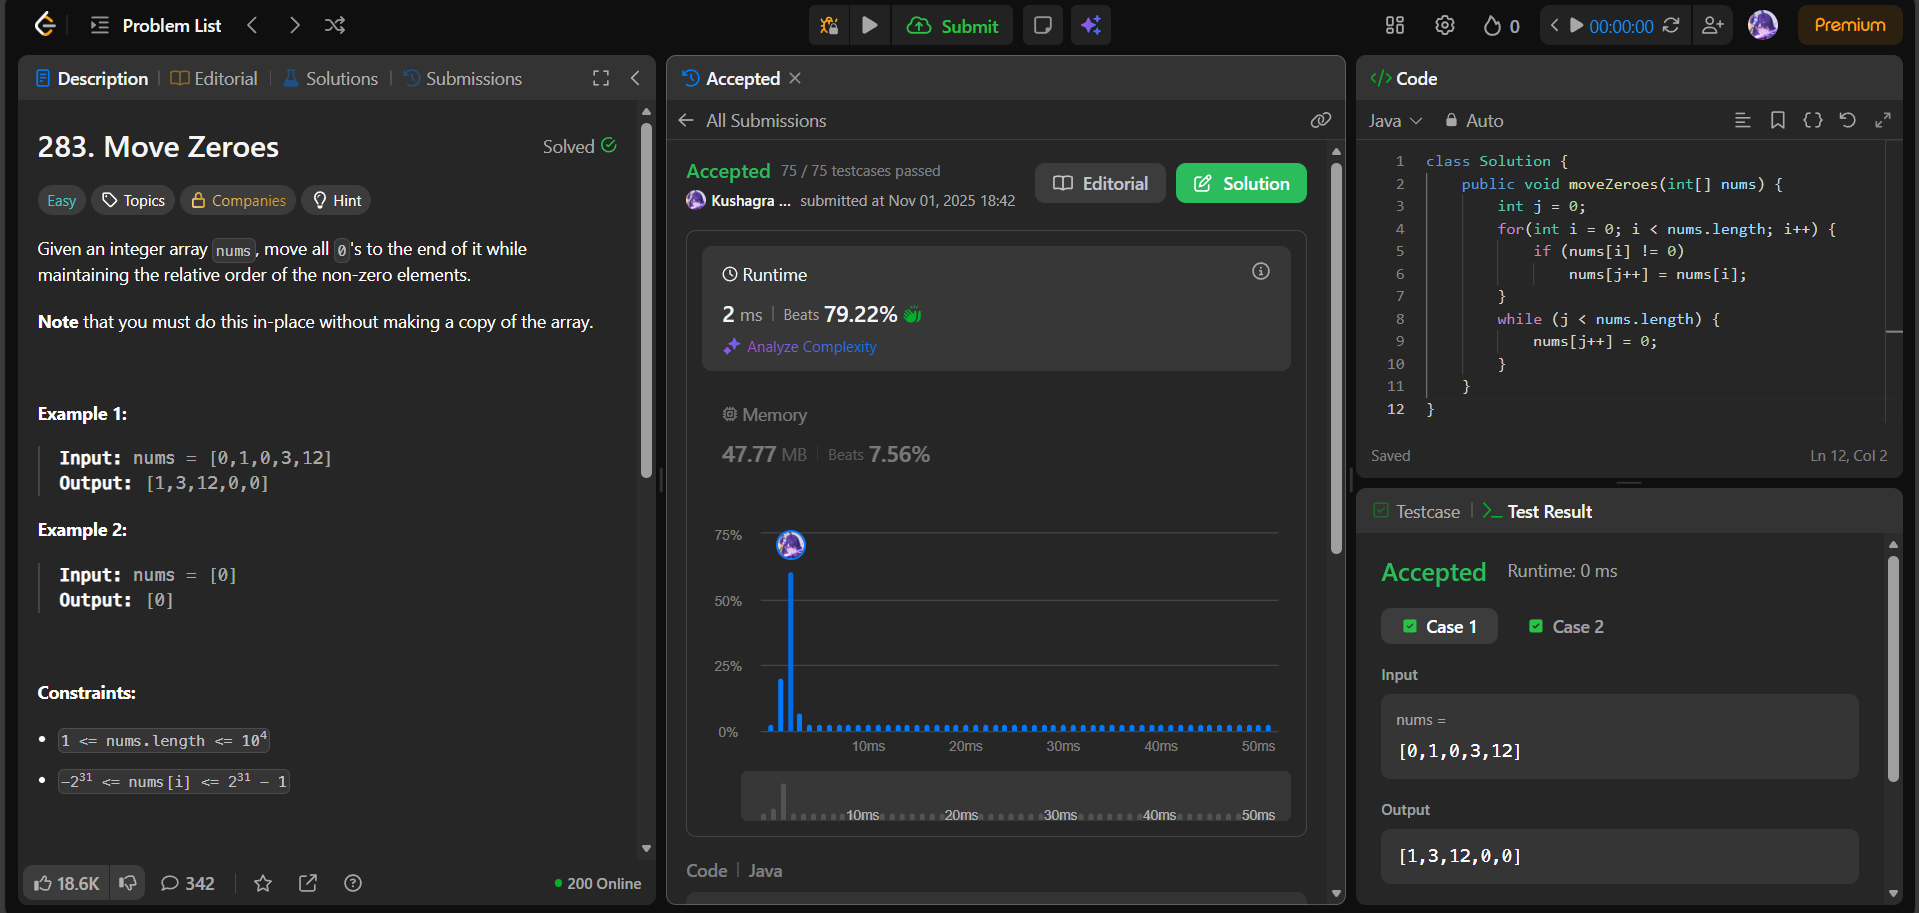 Problem List
Submit
0
00:00:00
Premium
Description
Editorial
Solutions
Submissions
283. Move Zeroes
Solved
Easy
Topics
Companies
Hint
Given an integer array nums, move all 0's to the end of it while
maintaining the relative order of the non-zero elements.
Note that you must do this in-place without making a copy of the array.
Example 1:
Input: nums = [0,1,0,3,12]
Output: [1,3,12,0,0]
Example 2:
Input: nums = [0]
Output: [0]
Constraints:
1 <= nums.length <= 10⁴
-2³¹ <= nums[i] <= 2³¹ - 1
18.6K
342
200 Online
Accepted
All Submissions
Accepted 75 / 75 testcases passed
Kushagra ... submitted at Nov 01, 2025 18:42
Editorial
Solution
Runtime
2 ms Beats 79.22%
Analyze Complexity
Memory
47.77 MB Beats 7.56%
75%
50%
25%
0%
10ms 20ms 30ms 40ms 50ms
10ms 20ms 30ms 40ms 50ms
Code Java
</> Code
Java Auto
1 class Solution {
2 public void moveZeroes(int[] nums) {
3 int j = 0;
4 for(int i = 0; i < nums.length; i++) {
5 if (nums[i] != 0)
6 nums[j++] = nums[i];
7 }
8 while (j < nums.length) {
9 nums[j++] = 0;
10 }
11 }
12 }
Saved
Ln 12, Col 2
Testcase
Test Result
Accepted Runtime: 0 ms
Case 1
Case 2
Input
nums =
[0,1,0,3,12]
Output
[1,3,12,0,0]